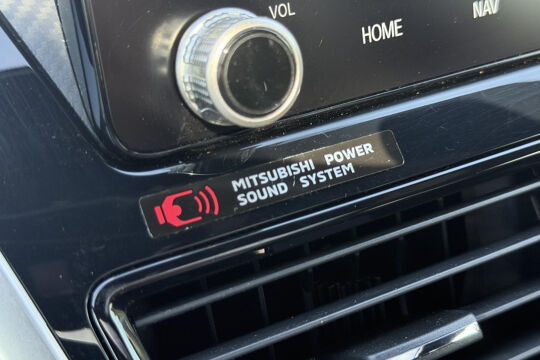 VOL
HOME
NAV
MITSUBISHI POWER
SOUND SYSTEM